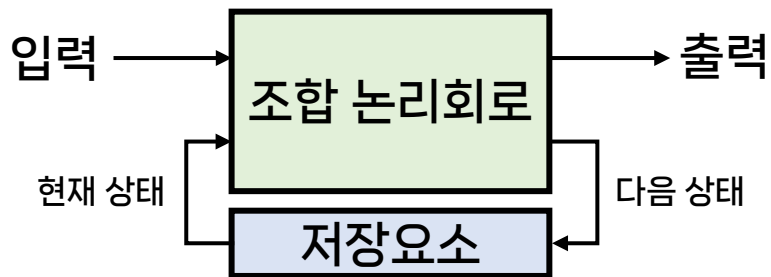 입력
조합 논리회로
출력
현재 상태
다음 상태
저장요소